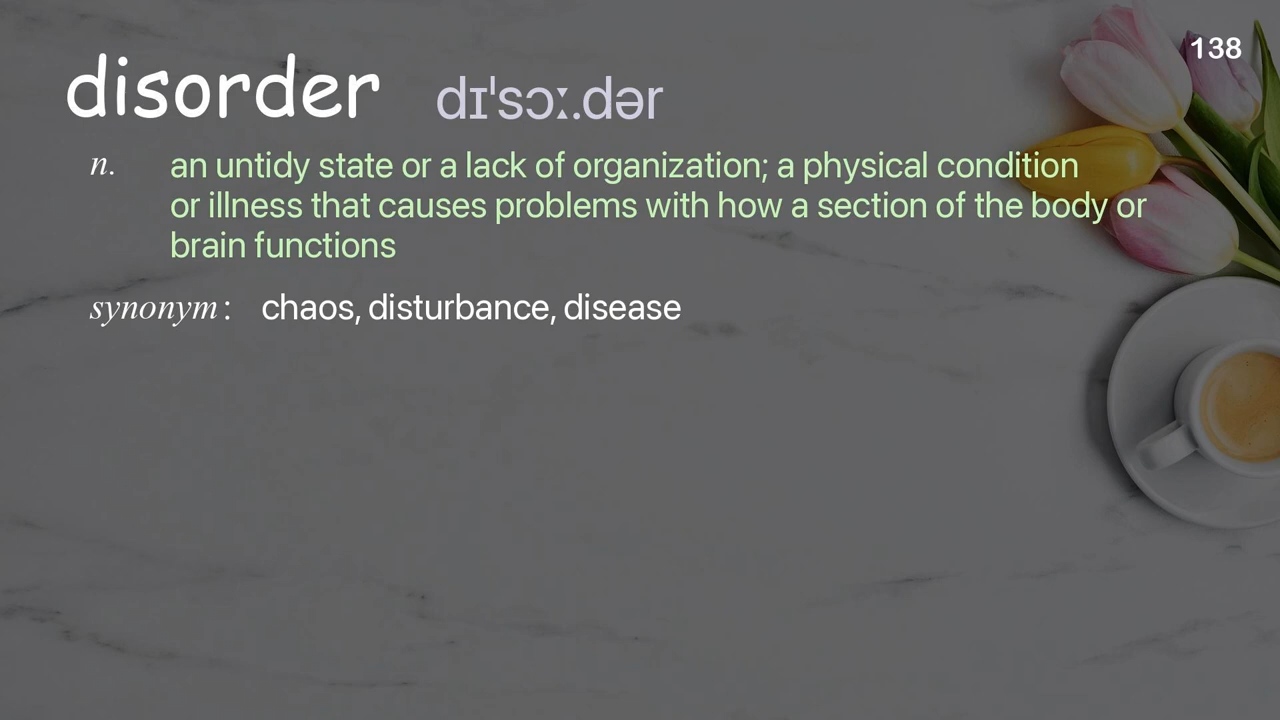 138
disorder dɪˈsɔː.dər
n. an untidy state or a lack of organization; a physical condition
or illness that causes problems with how a section of the body or
brain functions
synonym: chaos, disturbance, disease